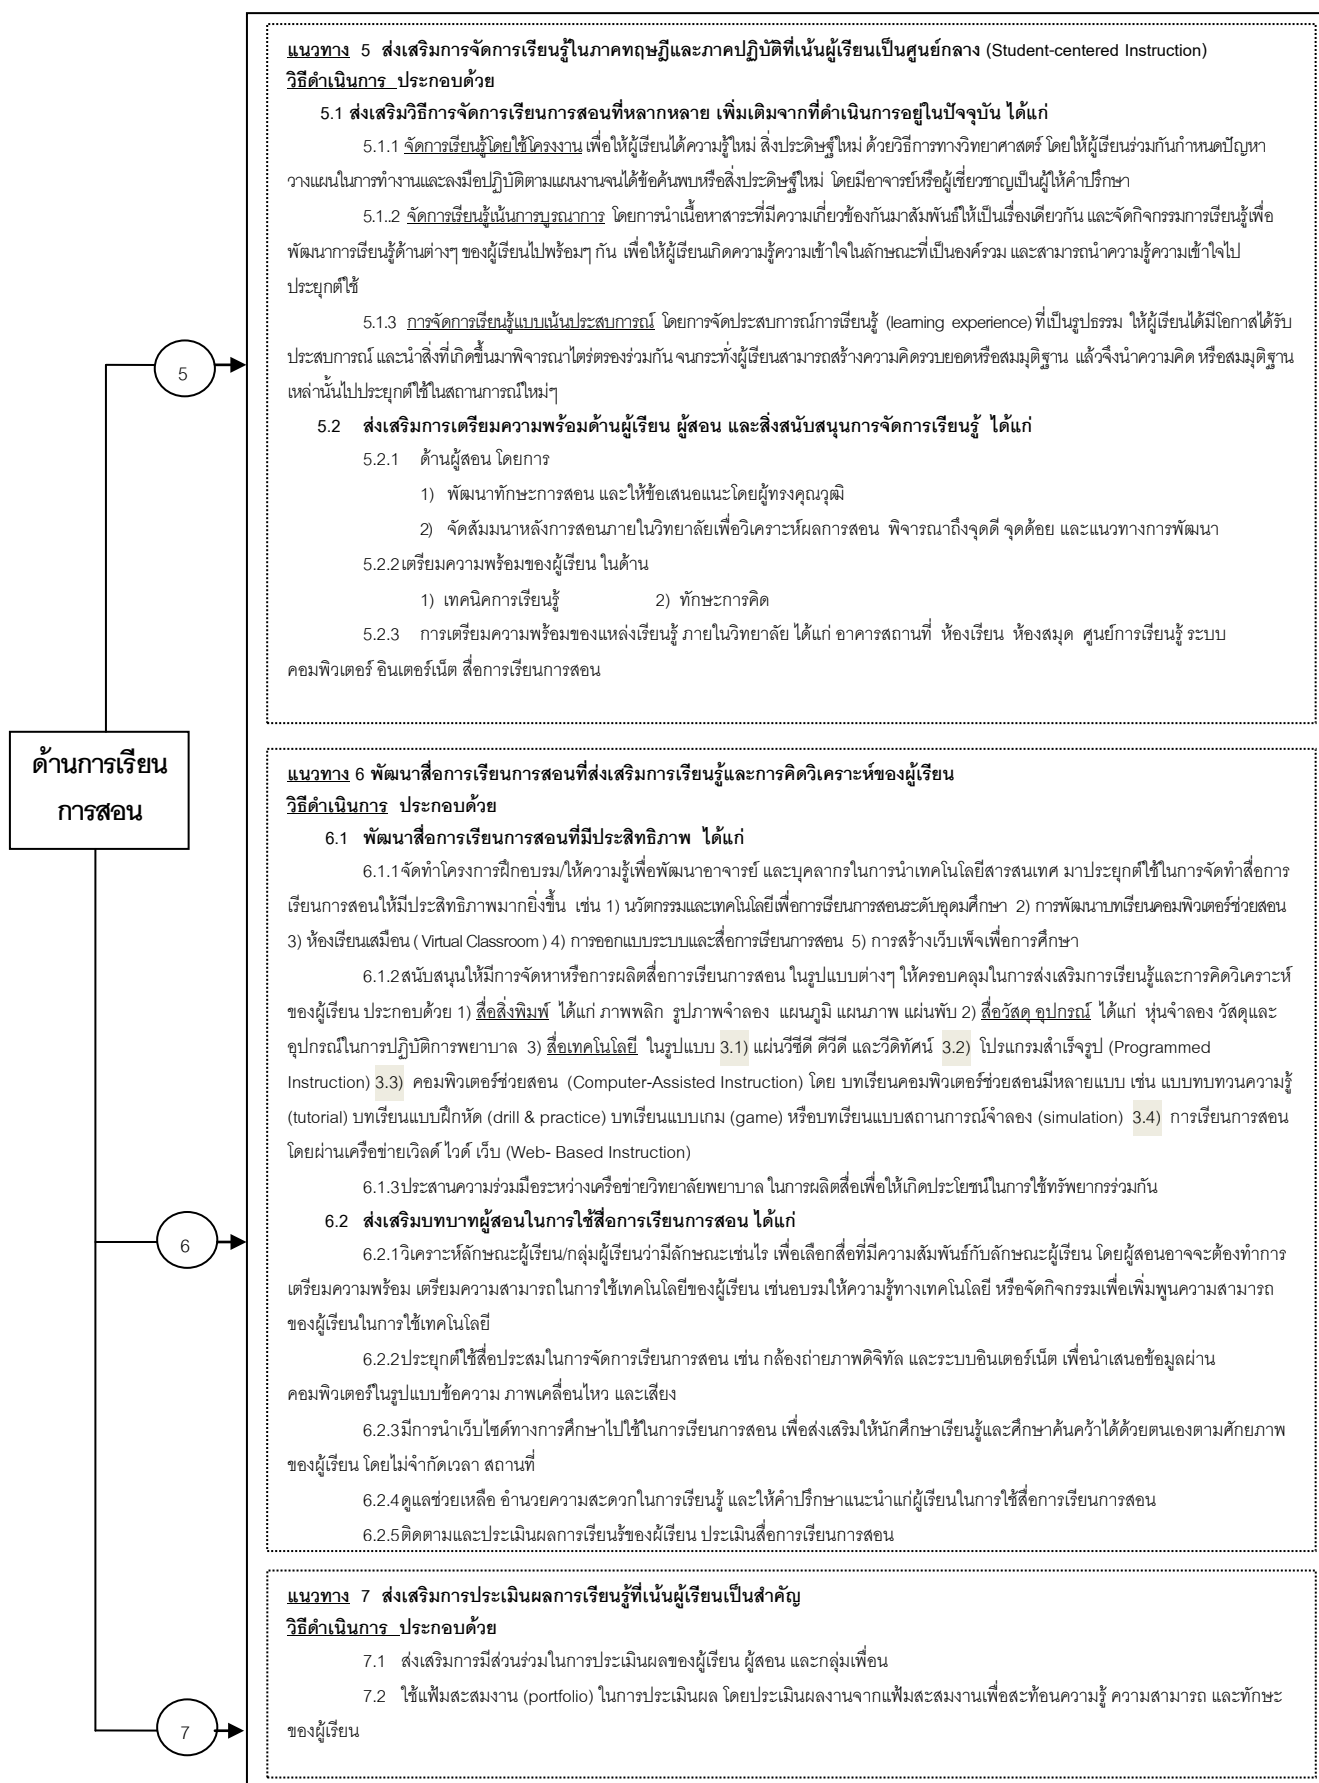 แนวทาง 5 ส่งเสริมการจัดการเรียนรู้ในภาคทฤษฎีและภาคปฏิบัติที่เน้นผู้เรียนเป็นศูนย์กลาง (Student-centered Instruction)
วิธีดำเนินการ ประกอบด้วย
5.1 ส่งเสริมวิธีการจัดการเรียนการสอนที่หลากหลาย เพิ่มเติมจากที่ดำเนินการอยู่ในปัจจุบัน ได้แก่
5.1.1 จัดการเรียนรู้โดยใช้โครงงาน เพื่อให้ผู้เรียนได้ความรู้ใหม่ สิ่งประดิษฐ์ใหม่ ด้วยวิธีการทางวิทยาศาสตร์ โดยให้ผู้เรียนร่วมกันกำหนดปัญหา
วางแผนในการทำงานและลงมือปฏิบัติตามแผนงานจนได้ข้อค้นพบหรือสิ่งประดิษฐ์ใหม่ โดยมีอาจารย์หรือผู้เชี่ยวชาญเป็นผู้ให้คำปรึกษา
5.1..2 จัดการเรียนรู้เน้นการบูรณาการ โดยการนำเนื้อหาสาระที่มีความเกี่ยวข้องกันมาสัมพันธ์ให้เป็นเรื่องเดียวกัน และจัดกิจกรรมการเรียนรู้เพื่อ
พัฒนาการเรียนรู้ด้านต่างๆ ของผู้เรียนไปพร้อมๆ กัน เพื่อให้ผู้เรียนเกิดความรู้ความเข้าใจในลักษณะที่เป็นองค์รวม และสามารถนำความรู้ความเข้าใจไป
ประยุกต์ใช้
5.1.3 การจัดการเรียนรู้แบบเน้นประสบการณ์ โดยการจัดประสบการณ์การเรียนรู้ (learning experience) ที่เป็นรูปธรรม ให้ผู้เรียนได้มีโอกาสได้รับ
ประสบการณ์ และนำสิ่งที่เกิดขึ้นมาพิจารณาไตร่ตรองร่วมกัน จนกระทั่งผู้เรียนสามารถสร้างความคิดรวบยอดหรือสมมุติฐาน แล้วจึงนำความคิด หรือสมมุติฐาน
เหล่านั้นไปประยุกต์ใช้ในสถานการณ์ใหม่ๆ
5
5.2 ส่งเสริมการเตรียมความพร้อมด้านผู้เรียน ผู้สอน และสิ่งสนับสนุนการจัดการเรียนรู้ ได้แก่
5.2.1 ด้านผู้สอน โดยการ
1) พัฒนาทักษะการสอน และให้ข้อเสนอแนะโดยผู้ทรงคุณวุฒิ
2) จัดสัมมนาหลังการสอนภายในวิทยาลัยเพื่อวิเคราะห์ผลการสอน พิจารณาถึงจุดดี จุดด้อย และแนวทางการพัฒนา
5.2.2เตรียมความพร้อมของผู้เรียน ในด้าน
1) เทคนิคการเรียนรู้ 2) ทักษะการคิด
5.2.3 การเตรียมความพร้อมของแหล่งเรียนรู้ ภายในวิทยาลัย ได้แก่ อาคารสถานที่ ห้องเรียน ห้องสมุด ศูนย์การเรียนรู้ ระบบ
คอมพิวเตอร์ อินเตอร์เน็ต สื่อการเรียนการสอน
ด้านการเรียน
การสอน
แนวทาง 6 พัฒนาสื่อการเรียนการสอนที่ส่งเสริมการเรียนรู้และการคิดวิเคราะห์ของผู้เรียน
วิธีดำเนินการ ประกอบด้วย
6.1 พัฒนาสื่อการเรียนการสอนที่มีประสิทธิภาพ ได้แก่
6.1.1จัดทำโครงการฝึกอบรม/ให้ความรู้เพื่อพัฒนาอาจารย์ และบุคลากรในการนำเทคโนโลยีสารสนเทศ มาประยุกต์ใช้ในการจัดทำสื่อการ
เรียนการสอนให้มีประสิทธิภาพมากยิ่งขึ้น เช่น 1) นวัตกรรมและเทคโนโลยีเพื่อการเรียนการสอนระดับอุดมศึกษา 2) การพัฒนาบทเรียนคอมพิวเตอร์ช่วยสอน
3) ห้องเรียนเสมือน ( Virtual Classroom ) 4) การออกแบบระบบและสื่อการเรียนการสอน 5) การสร้างเว็บเพ็จเพื่อการศึกษา
6.1.2สนับสนุนให้มีการจัดหาหรือการผลิตสื่อการเรียนการสอน ในรูปแบบต่างๆ ให้ครอบคลุมในการส่งเสริมการเรียนรู้และการคิดวิเคราะห์
ของผู้เรียน ประกอบด้วย 1) สื่อสิ่งพิมพ์ ได้แก่ ภาพพลิก รูปภาพจำลอง แผนภูมิ แผนภาพ แผ่นพับ 2) สื่อวัสดุ อุปกรณ์ ได้แก่ หุ่นจำลอง วัสดุและ
อุปกรณ์ในการปฏิบัติการพยาบาล 3) สื่อเทคโนโลยี ในรูปแบบ 3.1) แผ่นวีซีดี ดีวีดี และวีดิทัศน์ 3.2) โปรแกรมสำเร็จรูป (Programmed
Instruction) 3.3) คอมพิวเตอร์ช่วยสอน (Computer-Assisted Instruction) โดย บทเรียนคอมพิวเตอร์ช่วยสอนมีหลายแบบ เช่น แบบทบทวนความรู้
(tutorial) บทเรียนแบบฝึกหัด (drill & practice) บทเรียนแบบเกม (game) หรือบทเรียนแบบสถานการณ์จำลอง (simulation) 3.4) การเรียนการสอน
โดยผ่านเครือข่ายเวิลด์ ไวด์ เว็บ (Web- Based Instruction)
6.1.3ประสานความร่วมมือระหว่างเครือข่ายวิทยาลัยพยาบาล ในการผลิตสื่อเพื่อให้เกิดประโยชน์ในการใช้ทรัพยากรร่วมกัน
6.2 ส่งเสริมบทบาทผู้สอนในการใช้สื่อการเรียนการสอน ได้แก่
6
6.2.1วิเคราะห์ลักษณะผู้เรียน/กลุ่มผู้เรียนว่ามีลักษณะเช่นไร เพื่อเลือกสื่อที่มีความสัมพันธ์กับลักษณะผู้เรียน โดยผู้สอนอาจจะต้องทำการ
เตรียมความพร้อม เตรียมความสามารถในการใช้เทคโนโลยีของผู้เรียน เช่นอบรมให้ความรู้ทางเทคโนโลยี หรือจัดกิจกรรมเพื่อเพิ่มพูนความสามารถ
ของผู้เรียนในการใช้เทคโนโลยี
6.2.2ประยุกต์ใช้สื่อประสมในการจัดการเรียนการสอน เช่น กล้องถ่ายภาพดิจิทัล และระบบอินเตอร์เน็ต เพื่อนำเสนอข้อมูลผ่าน
คอมพิวเตอร์ในรูปแบบข้อความ ภาพเคลื่อนไหว และเสียง
6.2.3มีการนำเว็บไซด์ทางการศึกษาไปใช้ในการเรียนการสอน เพื่อส่งเสริมให้นักศึกษาเรียนรู้และศึกษาค้นคว้าได้ด้วยตนเองตามศักยภาพ
ของผู้เรียน โดยไม่จำกัดเวลา สถานที่
6.2.4ดูแลช่วยเหลือ อำนวยความสะดวกในการเรียนรู้ และให้คำปรึกษาแนะนำแก่ผู้เรียนในการใช้สื่อการเรียนการสอน
6.2.5ติดตามและประเมินผลการเรียนรู้ของผู้เรียน ประเมินสื่อการเรียนการสอน
แนวทาง 7 ส่งเสริมการประเมินผลการเรียนรู้ที่เน้นผู้เรียนเป็นสำคัญ
วิธีดำเนินการ ประกอบด้วย
7.1 ส่งเสริมการมีส่วนร่วมในการประเมินผลของผู้เรียน ผู้สอน และกลุ่มเพื่อน
7.2 ใช้แฟ้มสะสมงาน (portfolio) ในการประเมินผล โดยประเมินผลงานจากแฟ้มสะสมงานเพื่อสะท้อนความรู้ ความสามารถ และทักษะ
ของผู้เรียน
7